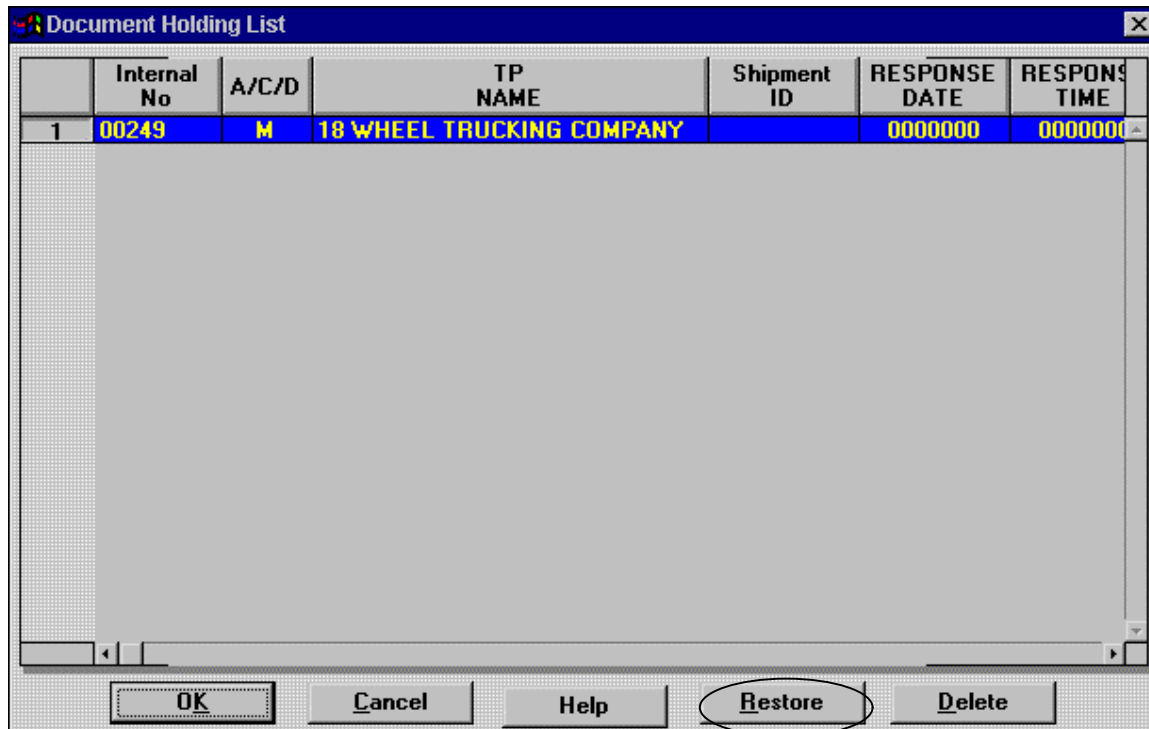 Document Holding List
Internal No A/C/D TP NAME Shipment ID RESPONSE DATE RESPONS TIME
1 00249 M 18 WHEEL TRUCKING COMPANY 0000000 0000000
OK Cancel Help Restore Delete